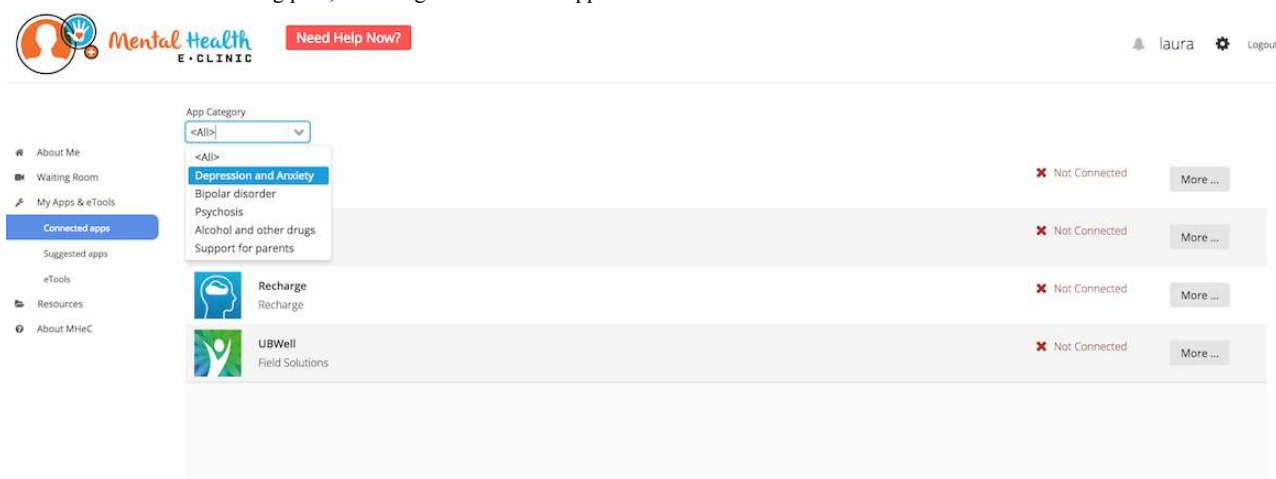 Mental Health
E·CLINIC
Need Help Now?
laura
Logout
App Category
<All>
<All>
Depression and Anxiety
Bipolar disorder
Psychosis
Alcohol and other drugs
Support for parents
About Me
Waiting Room
My Apps & eTools
Connected apps
Suggested apps
eTools
Resources
About MHeC
Not Connected
More ...
Not Connected
More ...
Recharge
Recharge
Not Connected
More ...
UBWell
Field Solutions
Not Connected
More ...